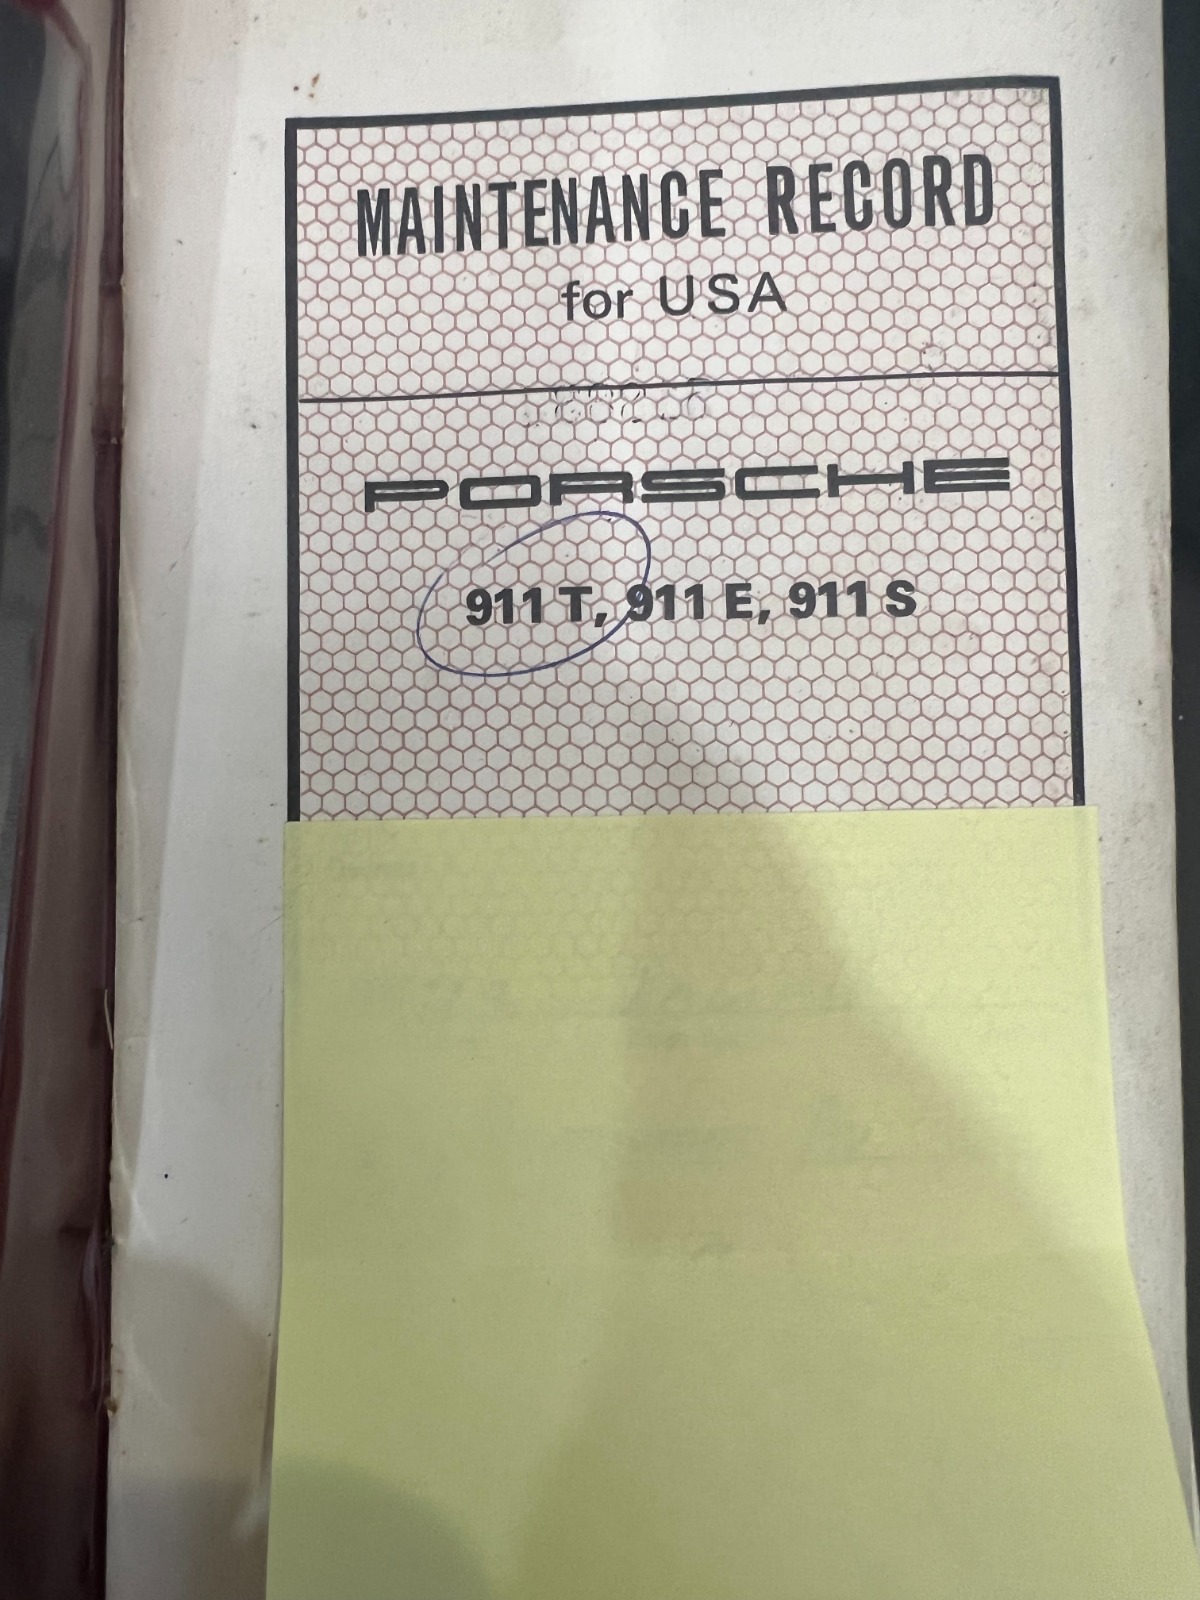 MAINTENANCE RECORD
for USA
PORSCHE
911 T, 911 E, 911 S